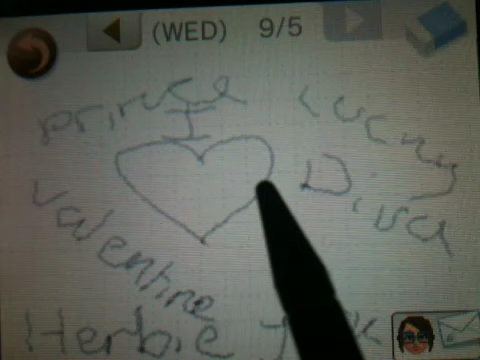 (WED) 9/5
prince
I
Lucky
Diva
Valentine
Herbie